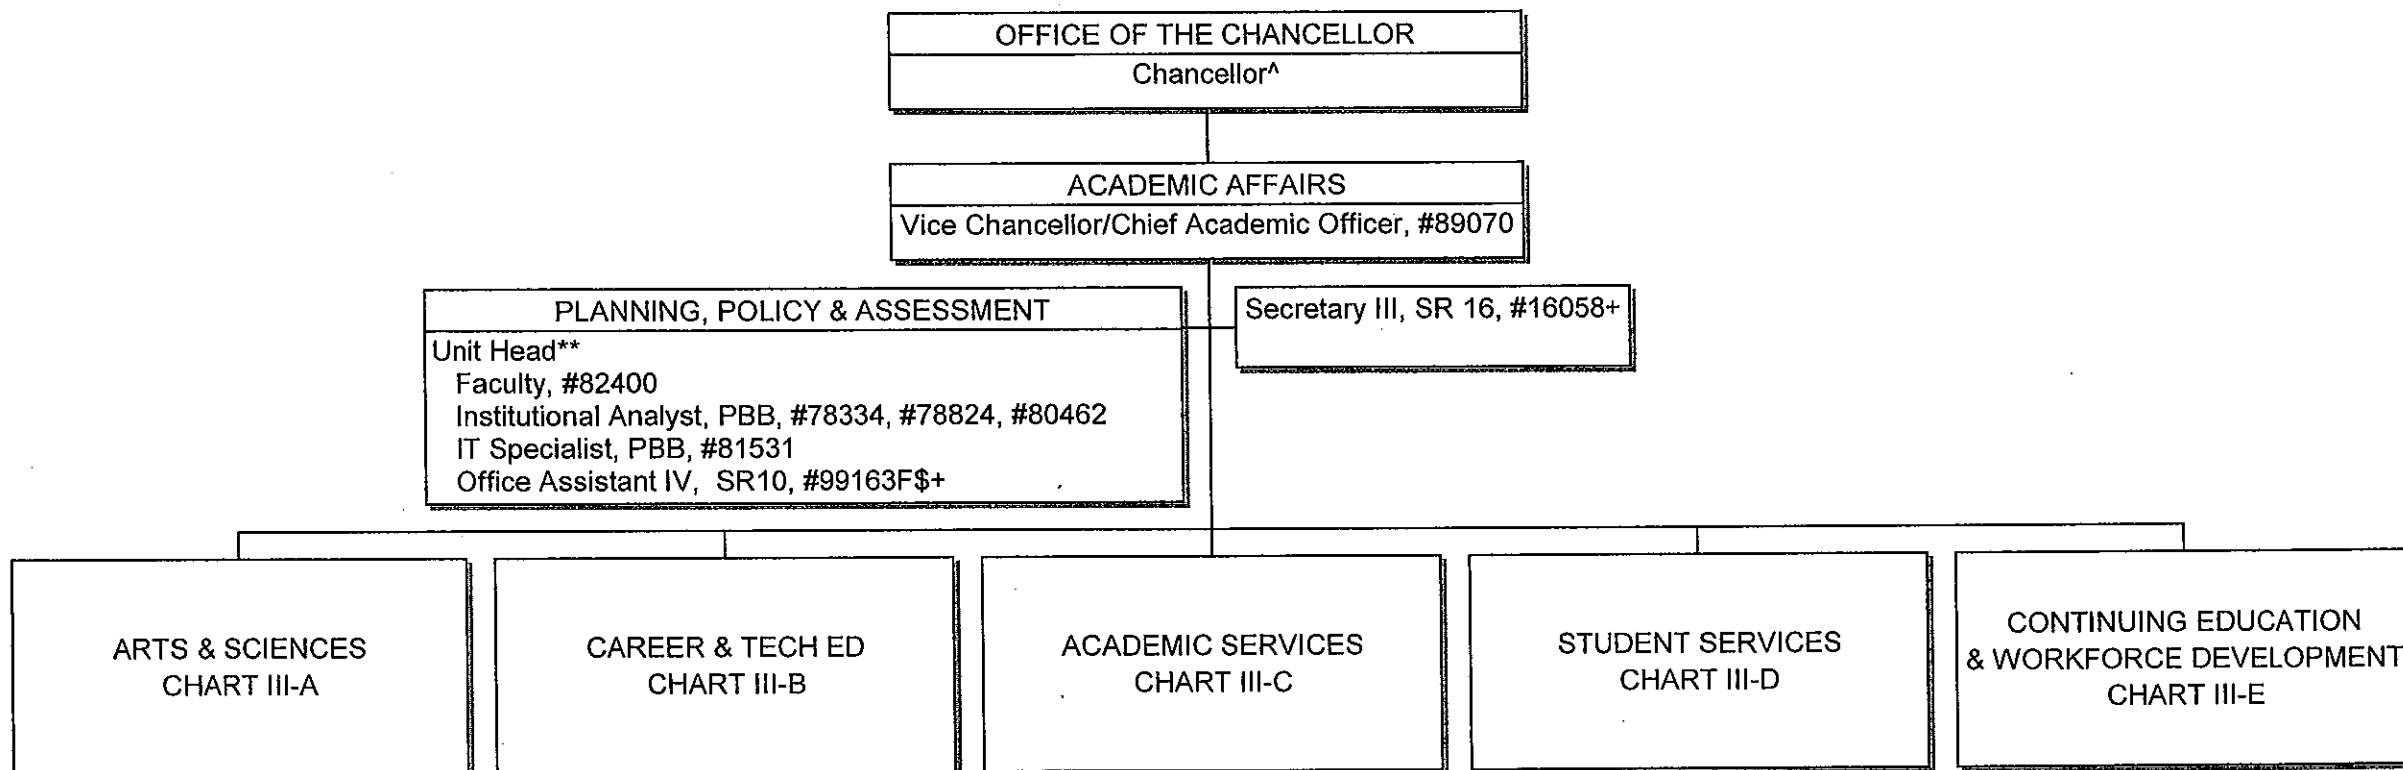 OFFICE OF THE CHANCELLOR
Chancellor^
ACADEMIC AFFAIRS
Vice Chancellor/Chief Academic Officer, #89070
PLANNING, POLICY & ASSESSMENT
Unit Head**
Faculty, #82400
Institutional Analyst, PBB, #78334, #78824, #80462
IT Specialist, PBB, #81531
Office Assistant IV, SR10, #99163F$+
Secretary III, SR 16, #16058+
ARTS & SCIENCES
CHART III-A
CAREER & TECH ED
CHART III-B
ACADEMIC SERVICES
CHART III-C
STUDENT SERVICES
CHART III-D
CONTINUING EDUCATION
& WORKFORCE DEVELOPMENT
CHART III-E